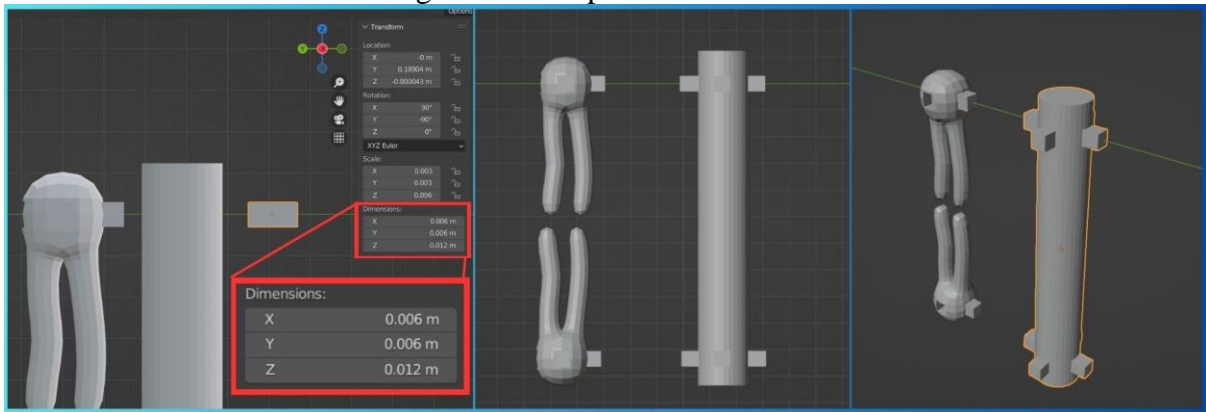 Options
Transform
Z
Y
X
Location:
X -0 m
Y 0.18904 m
Z -0.000043 m
Rotation:
X 90°
Y -90°
Z 0°
XYZ Euler
Scale:
X 0.003
Y 0.003
Z 0.006
Dimensions:
X 0.006 m
Y 0.006 m
Z 0.012 m
Dimensions:
X 0.006 m
Y 0.006 m
Z 0.012 m